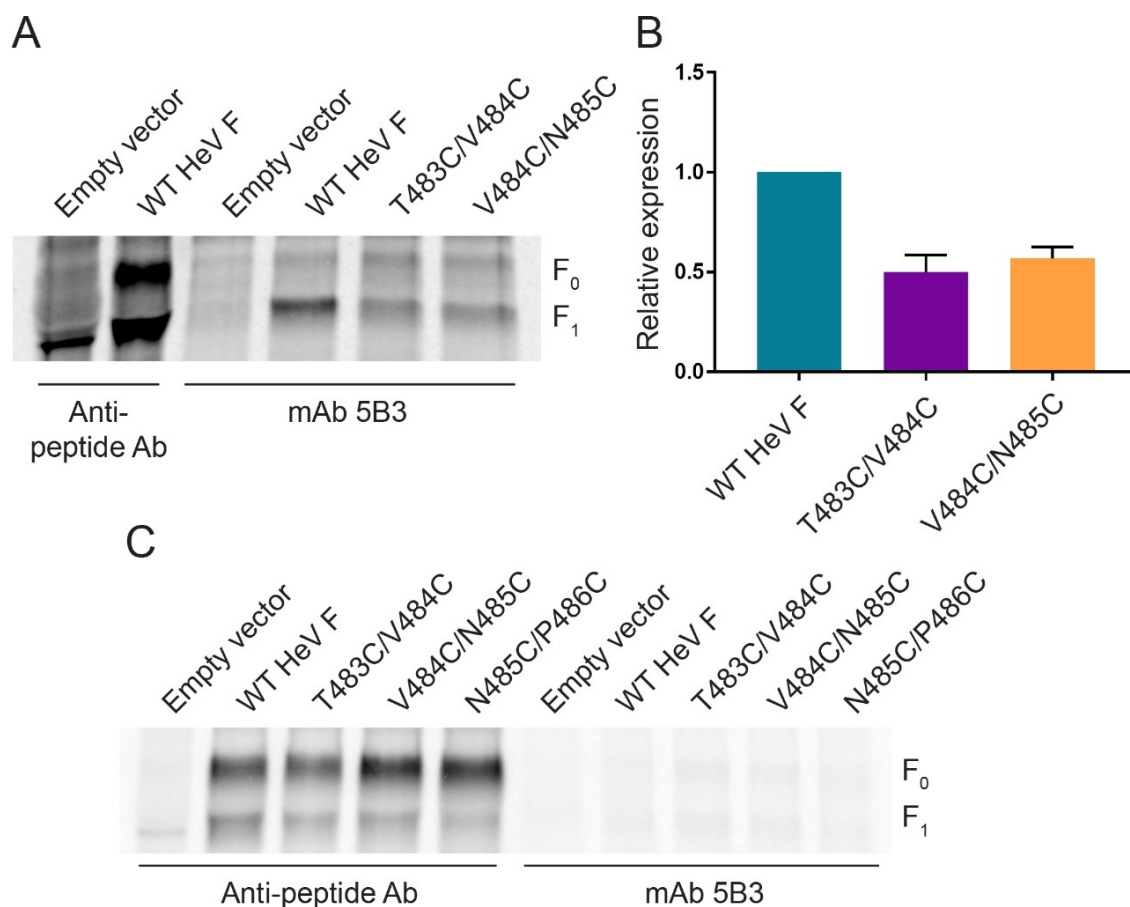 A
Empty vector
WT HeV F
Empty vector
WT HeV F
T483C/V484C
V484C/N485C
F0
F1
Anti-
peptide Ab
mAb 5B3
B
Relative expression
1.5
1.0
0.5
0.0
WT HeV F
T483C/V484C
V484C/N485C
C
Empty vector
WT HeV F
T483C/V484C
V484C/N485C
N485C/P486C
Empty vector
WT HeV F
T483C/V484C
V484C/N485C
N485C/P486C
F0
F1
Anti-peptide Ab
mAb 5B3